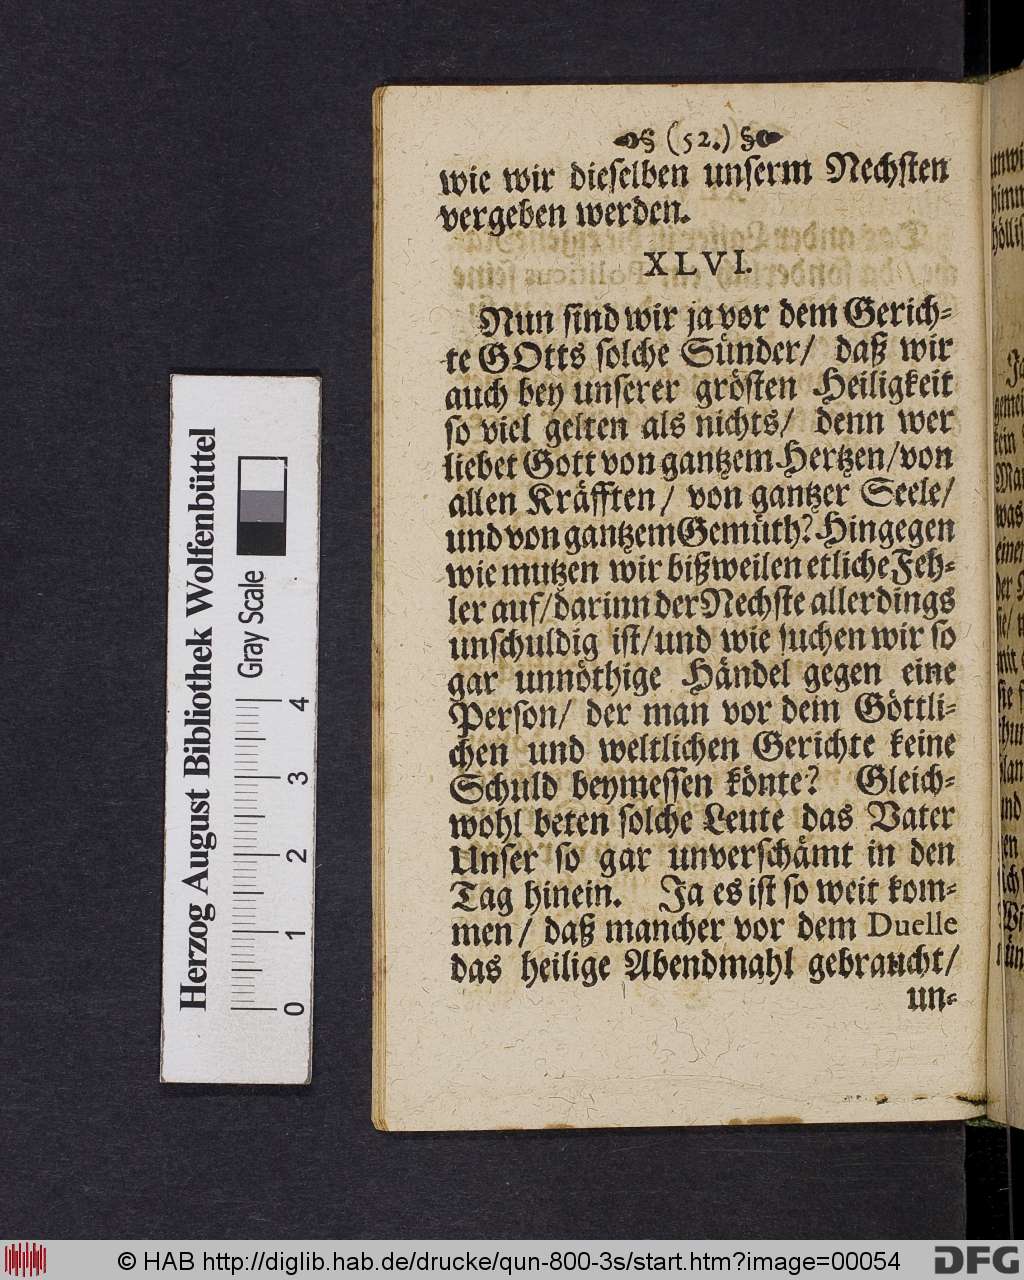 (52.)
wie wir dieselben unserm Nechsten
vergeben werden.
XLVI.
Nun sind wir ja vor dem Gerich-
te GOtts solche Sünder/ daß wir
auch bey unserer grösten Heiligkeit
so viel gelten als nichts/ denn wer
liebet Gott von gantzem Hertzen/ von
allen Kräfften/ von gantzer Seele/
und von gantzem Gemüth? Hingegen
wie mutzen wir bißweilen etliche Feh-
ler auf/ darinn der Nechste allerdings
unschuldig ist/ und wie suchen wir so
gar unnöthige Händel gegen eine
Person/ der man vor dem Göttli-
chen und weltlichen Gerichte keine
Schuld beymessen könte? Gleich-
wohl beten solche Leute das Vater
Unser so gar unverschämt in den
Tag hinein. Ja es ist so weit kom-
men/ daß mancher vor dem Duelle
das heilige Abendmahl gebraucht/
un-
Herzog August Bibliothek Wolfenbüttel
Gray Scale
0 1 2 3 4
© HAB http://diglib.hab.de/drucke/qun-800-3s/start.htm?image=00054
DFG